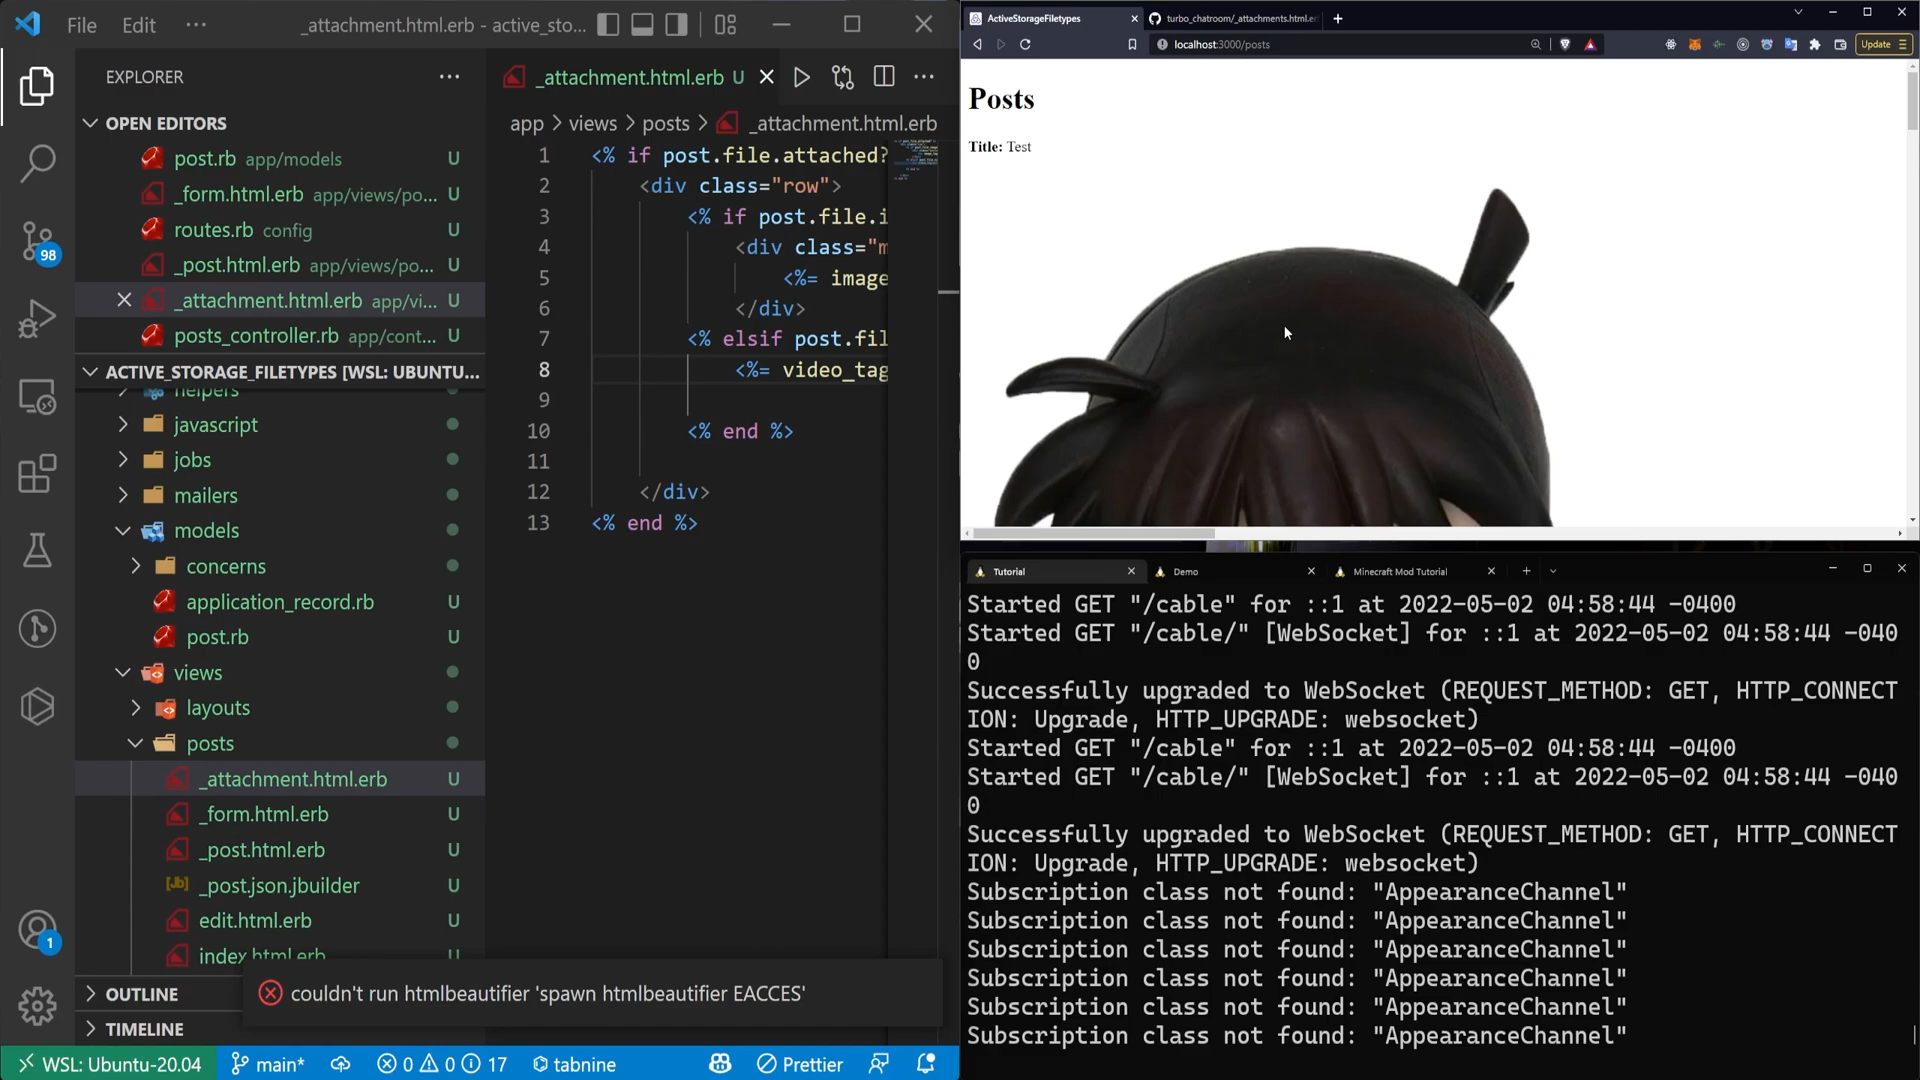 File
Edit
···
_attachment.html.erb - active_sto...
EXPLORER
···
OPEN EDITORS
post.rb app/models U
_form.html.erb app/views/po... U
routes.rb config U
_post.html.erb app/views/po... U
_attachment.html.erb app/vi... U
posts_controller.rb app/cont... U
ACTIVE_STORAGE_FILETYPES [WSL: UBUNTU...
helpers
javascript
jobs
mailers
models
concerns
application_record.rb U
post.rb U
views
layouts
posts
_attachment.html.erb U
_form.html.erb U
_post.html.erb U
_post.json.jbuilder U
edit.html.erb U
index.html.erb U
OUTLINE
TIMELINE
98
1
_attachment.html.erb U
···
app > views > posts > _attachment.html.erb
1 <% if post.file.attached?
2 <div class="row">
3 <% if post.file.i
4 <div class="m
5 <%= image
6 </div>
7 <% elsif post.fil
8 <%= video_tag
9
10 <% end %>
11
12 </div>
13 <% end %>
couldn't run htmlbeautifier 'spawn htmlbeautifier EACCES'
WSL: Ubuntu-20.04
main*
0
0
17
tabnine
Prettier
ActiveStorageFiletypes
turbo_chatroom/_attachments.html.er
localhost:3000/posts
Update
Posts
Title: Test
Tutorial
Demo
Minecraft Mod Tutorial
Started GET "/cable" for ::1 at 2022-05-02 04:58:44 -0400
Started GET "/cable/" [WebSocket] for ::1 at 2022-05-02 04:58:44 -040
0
Successfully upgraded to WebSocket (REQUEST_METHOD: GET, HTTP_CONNECT
ION: Upgrade, HTTP_UPGRADE: websocket)
Started GET "/cable" for ::1 at 2022-05-02 04:58:44 -0400
Started GET "/cable/" [WebSocket] for ::1 at 2022-05-02 04:58:44 -040
0
Successfully upgraded to WebSocket (REQUEST_METHOD: GET, HTTP_CONNECT
ION: Upgrade, HTTP_UPGRADE: websocket)
Subscription class not found: "AppearanceChannel"
Subscription class not found: "AppearanceChannel"
Subscription class not found: "AppearanceChannel"
Subscription class not found: "AppearanceChannel"
Subscription class not found: "AppearanceChannel"
Subscription class not found: "AppearanceChannel"